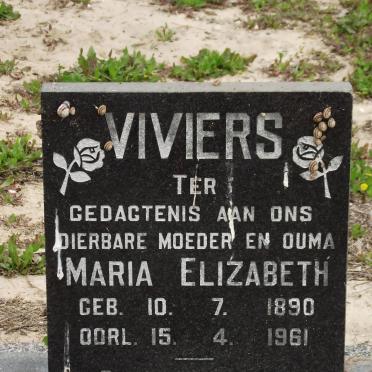 VIVIERS
TER
GEDAGTENIS AAN ONS
DIERBARE MOEDER EN OUMA
MARIA ELIZABETH
GEB. 10. 7. 1890
OORL. 15. 4. 1961